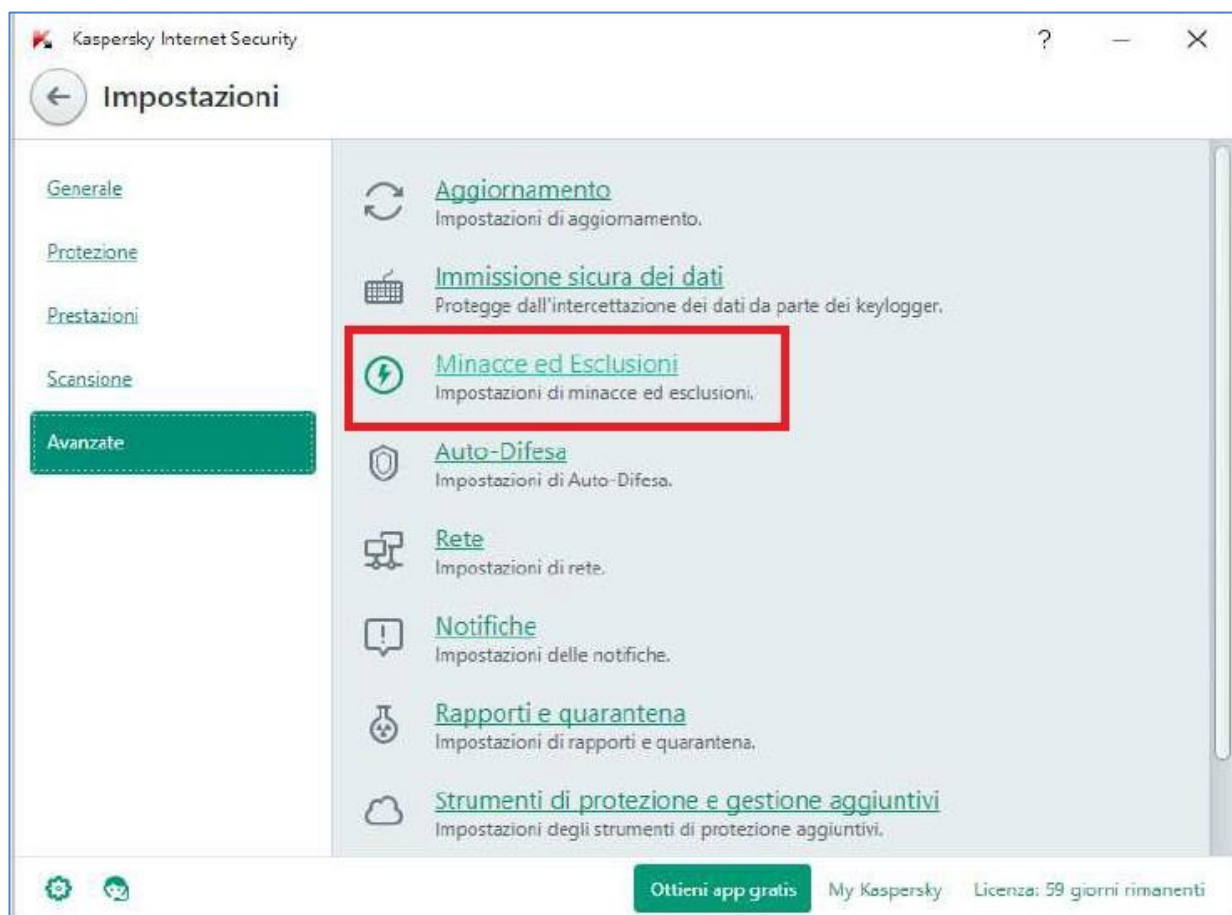 Kaspersky Internet Security
?
Impostazioni
Generale
Protezione
Prestazioni
Scansione
Avanzate
Aggiornamento
Impostazioni di aggiornamento.
Immissione sicura dei dati
Protegge dall'intercettazione dei dati da parte dei keylogger.
Minacce ed Esclusioni
Impostazioni di minacce ed esclusioni.
Auto-Difesa
Impostazioni di Auto-Difesa.
Rete
Impostazioni di rete.
Notifiche
Impostazioni delle notifiche.
Rapporti e quarantena
Impostazioni di rapporti e quarantena.
Strumenti di protezione e gestione aggiuntivi
Impostazioni degli strumenti di protezione aggiuntivi.
Ottieni app gratis
My Kaspersky
Licenza: 59 giorni rimanenti